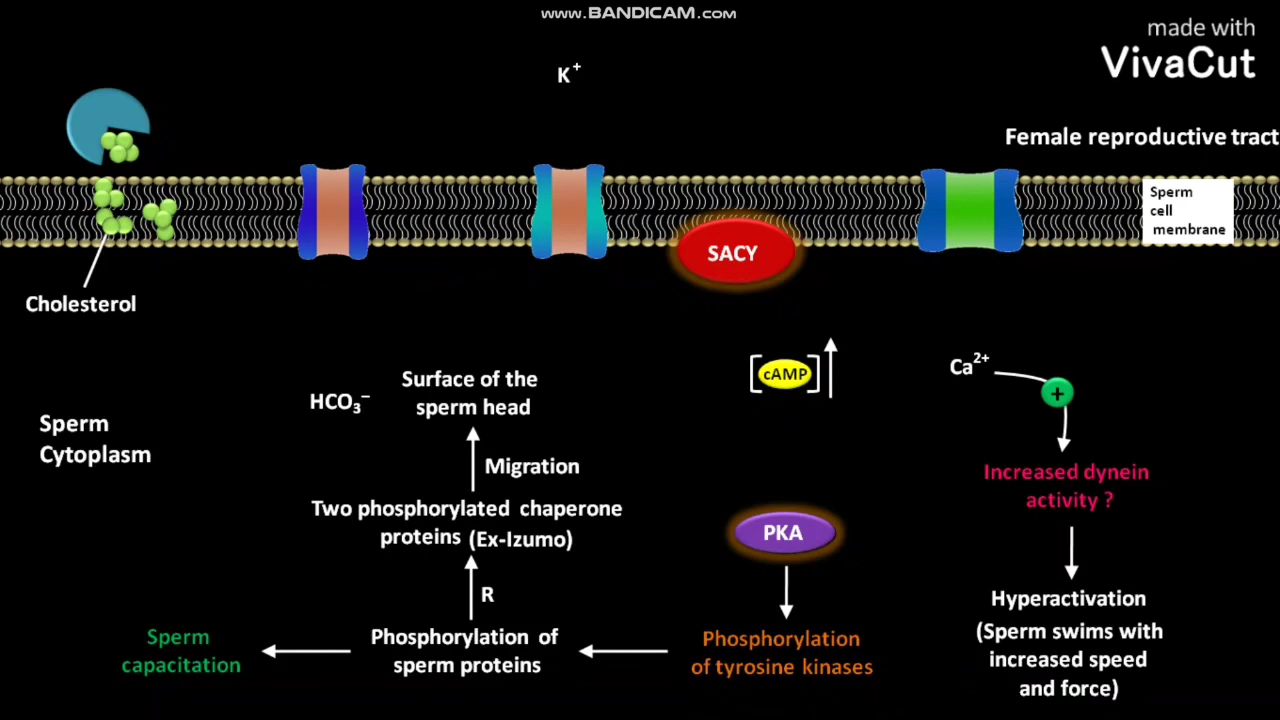 www.BANDICAM.com
made with
VivaCut
K⁺
Female reproductive tract
Sperm
cell
membrane
SACY
Cholesterol
[cAMP]
Ca²⁺
+
HCO₃⁻
Surface of the
sperm head
Sperm
Cytoplasm
Migration
Increased dynein
activity ?
Two phosphorylated chaperone
proteins (Ex-Izumo)
PKA
R
Hyperactivation
(Sperm swims with
increased speed
and force)
Sperm
capacitation
Phosphorylation of
sperm proteins
Phosphorylation
of tyrosine kinases